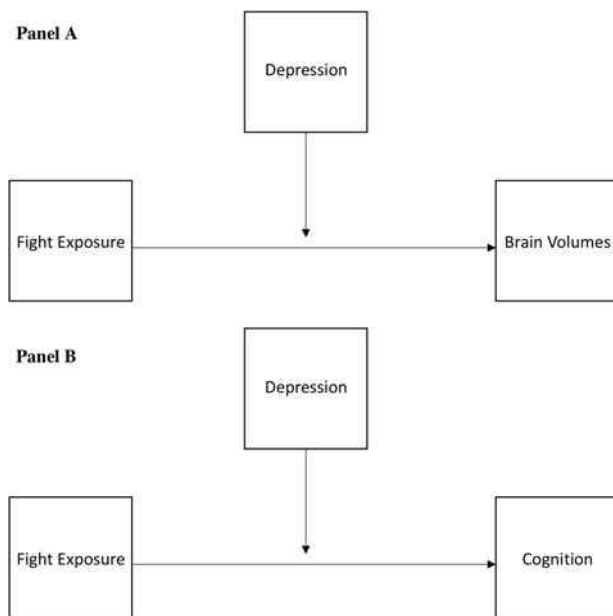 Panel A
Depression
Fight Exposure
Brain Volumes
Panel B
Depression
Fight Exposure
Cognition